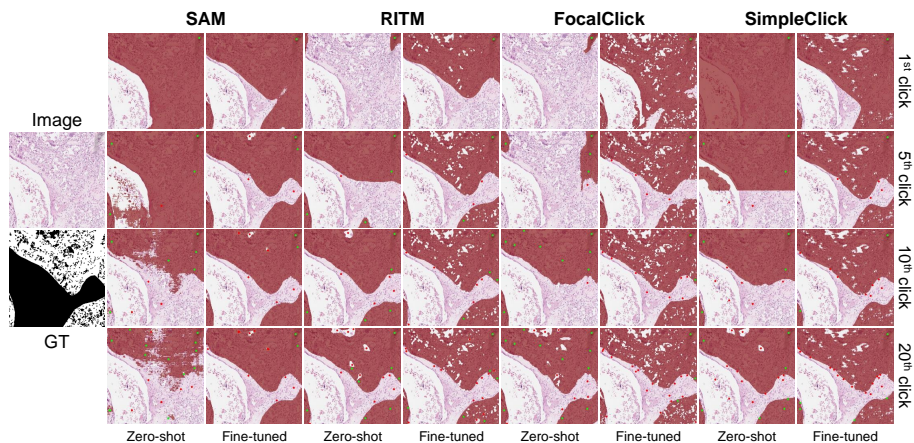 SAM RITM FocalClick SimpleClick
1st click
Image
5th click
10th click
GT
20th click
Zero-shot Fine-tuned Zero-shot Fine-tuned Zero-shot Fine-tuned Zero-shot Fine-tuned